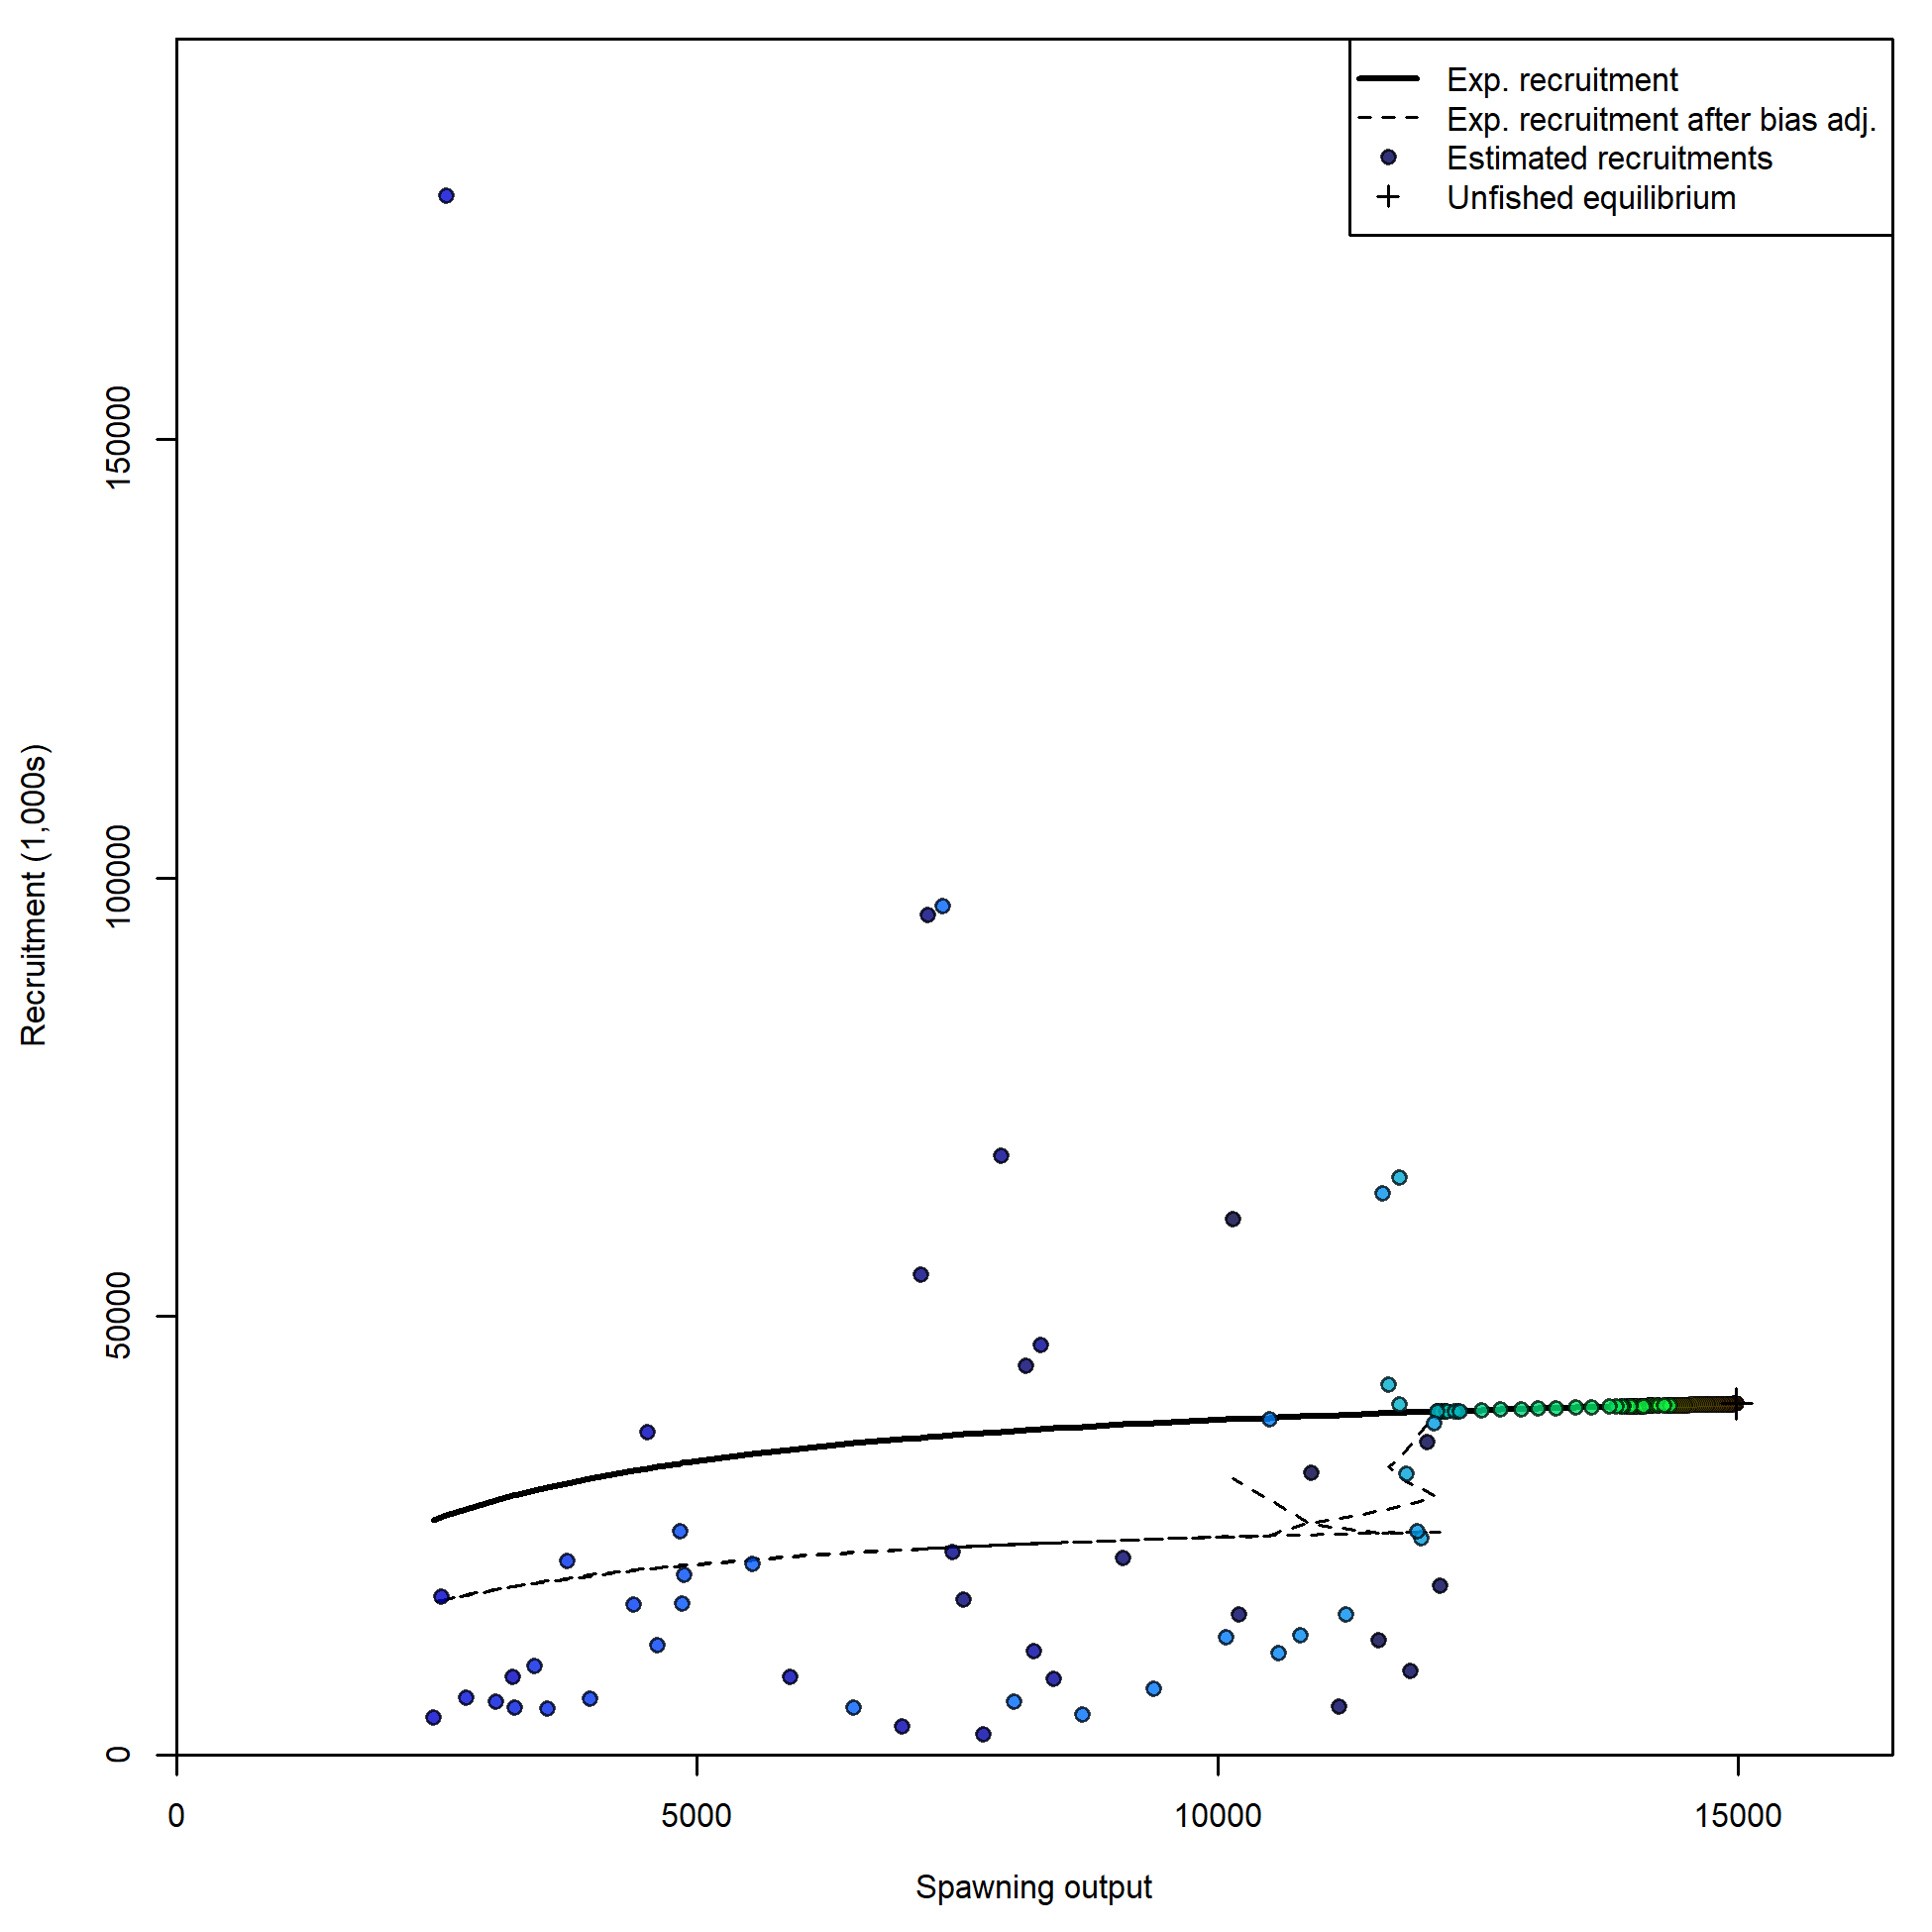 Exp. recruitment
Exp. recruitment after bias adj.
Estimated recruitments
Unfished equilibrium
Recruitment (1,000s)
150000
100000
50000
0
0 5000 10000 15000
Spawning output